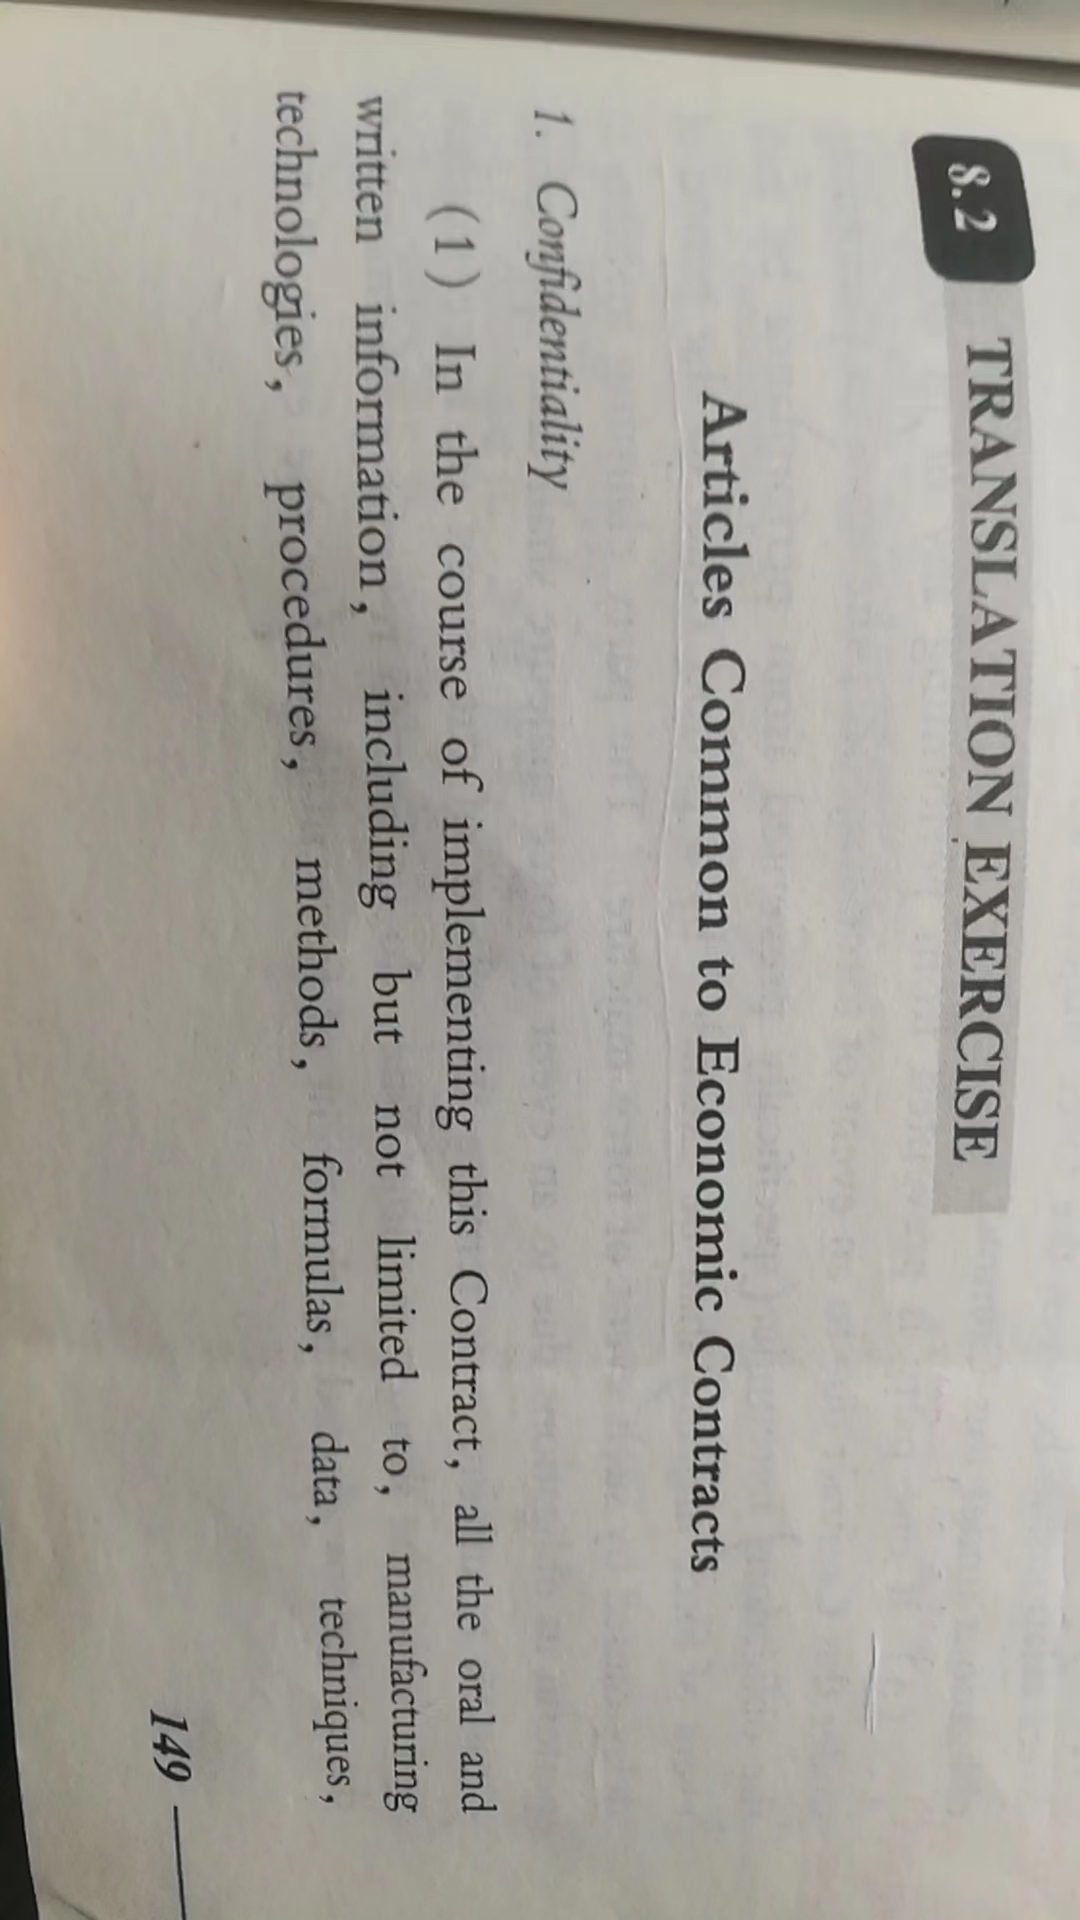 8.2 TRANSLATION EXERCISE
Articles Common to Economic Contracts
1. Confidentiality
(1) In the course of implementing this Contract, all the oral and
written information, including but not limited to, manufacturing
technologies, procedures, methods, formulas, data, techniques,
149